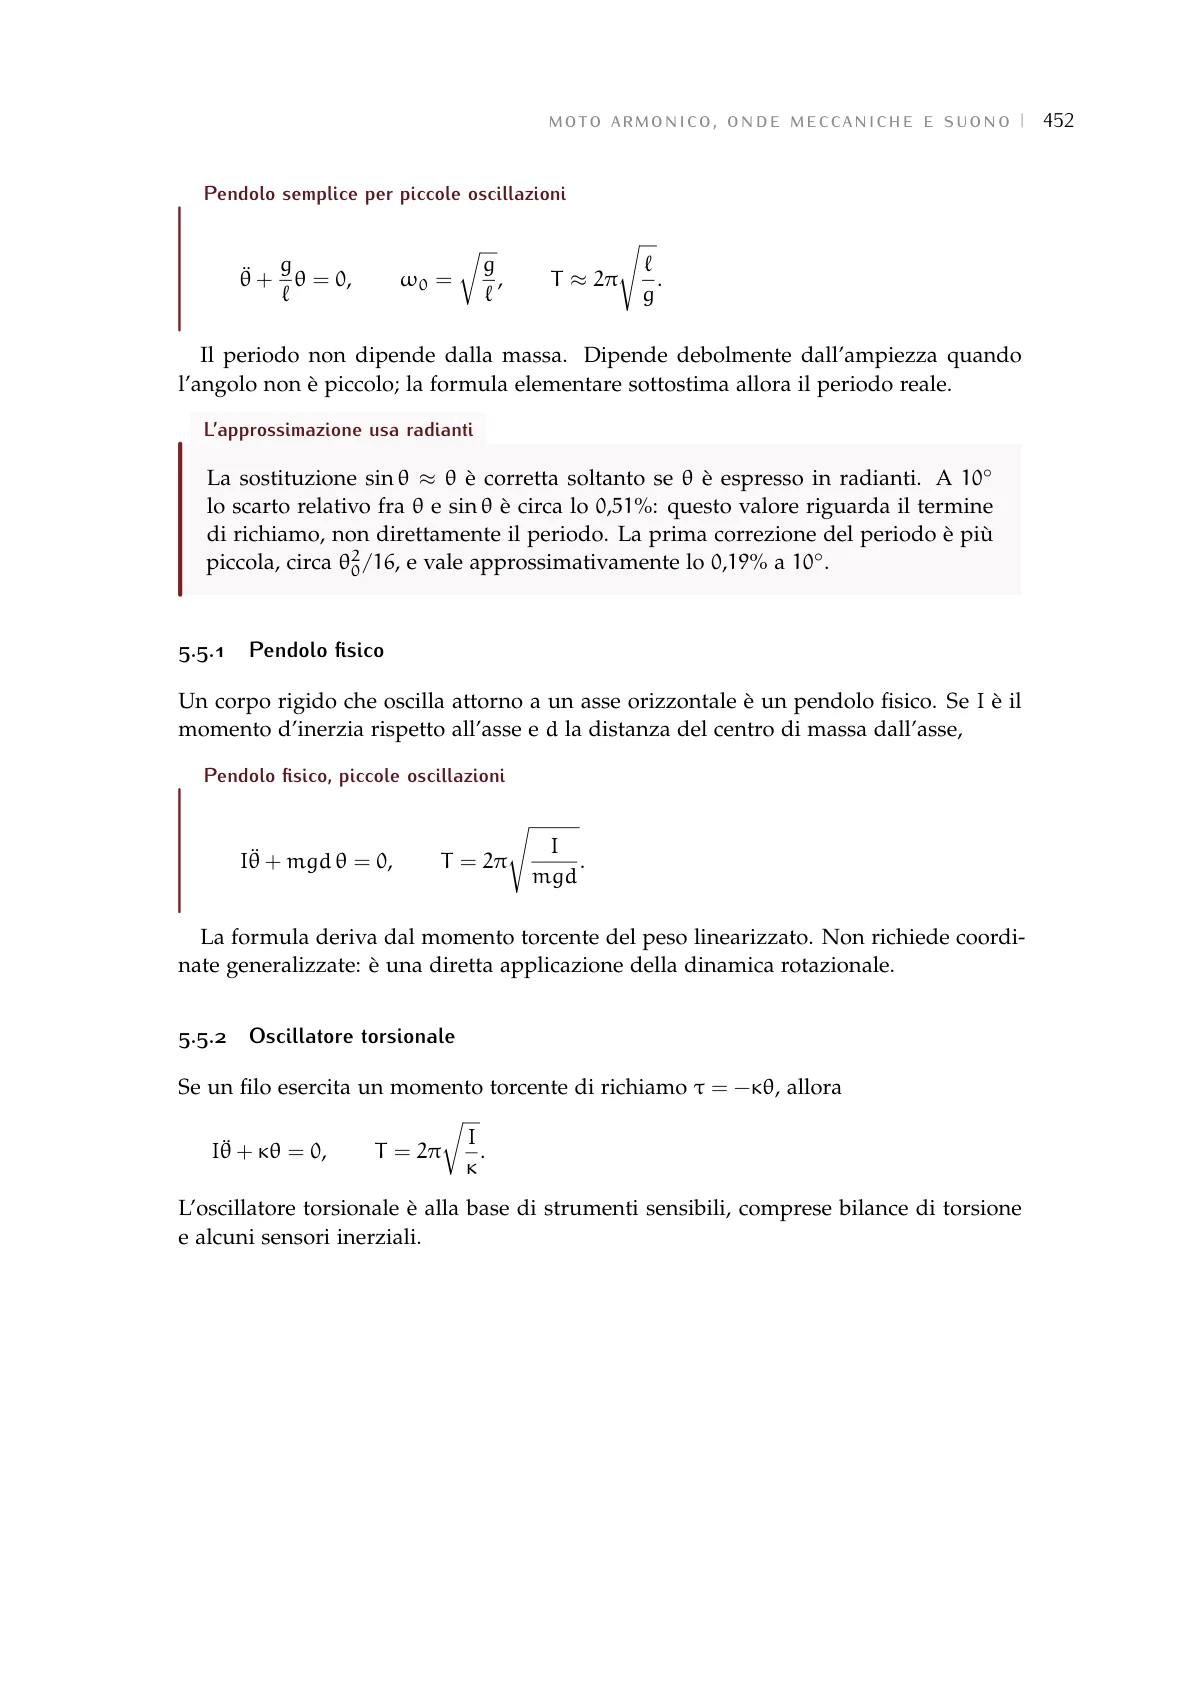 MOTO ARMONICO, ONDE MECCANICHE E SUONO | 452
Pendolo semplice per piccole oscillazioni
θ̈ + g/ℓ θ = 0, ω₀ = √(g/ℓ), T ≈ 2π√(ℓ/g).
Il periodo non dipende dalla massa. Dipende debolmente dall'ampiezza quando
l'angolo non è piccolo; la formula elementare sottostima allora il periodo reale.
L'approssimazione usa radianti
La sostituzione sin θ ≈ θ è corretta soltanto se θ è espresso in radianti. A 10°
lo scarto relativo fra θ e sin θ è circa lo 0,51%: questo valore riguarda il termine
di richiamo, non direttamente il periodo. La prima correzione del periodo è più
piccola, circa θ₀²/16, e vale approssimativamente lo 0,19% a 10°.
5.5.1 Pendolo fisico
Un corpo rigido che oscilla attorno a un asse orizzontale è un pendolo fisico. Se I è il
momento d'inerzia rispetto all'asse e d la distanza del centro di massa dall'asse,
Pendolo fisico, piccole oscillazioni
Iθ̈ + mgd θ = 0, T = 2π√(I/mgd).
La formula deriva dal momento torcente del peso linearizzato. Non richiede coordi-
nate generalizzate: è una diretta applicazione della dinamica rotazionale.
5.5.2 Oscillatore torsionale
Se un filo esercita un momento torcente di richiamo τ = −κθ, allora
Iθ̈ + κθ = 0, T = 2π√(I/κ).
L'oscillatore torsionale è alla base di strumenti sensibili, comprese bilance di torsione
e alcuni sensori inerziali.